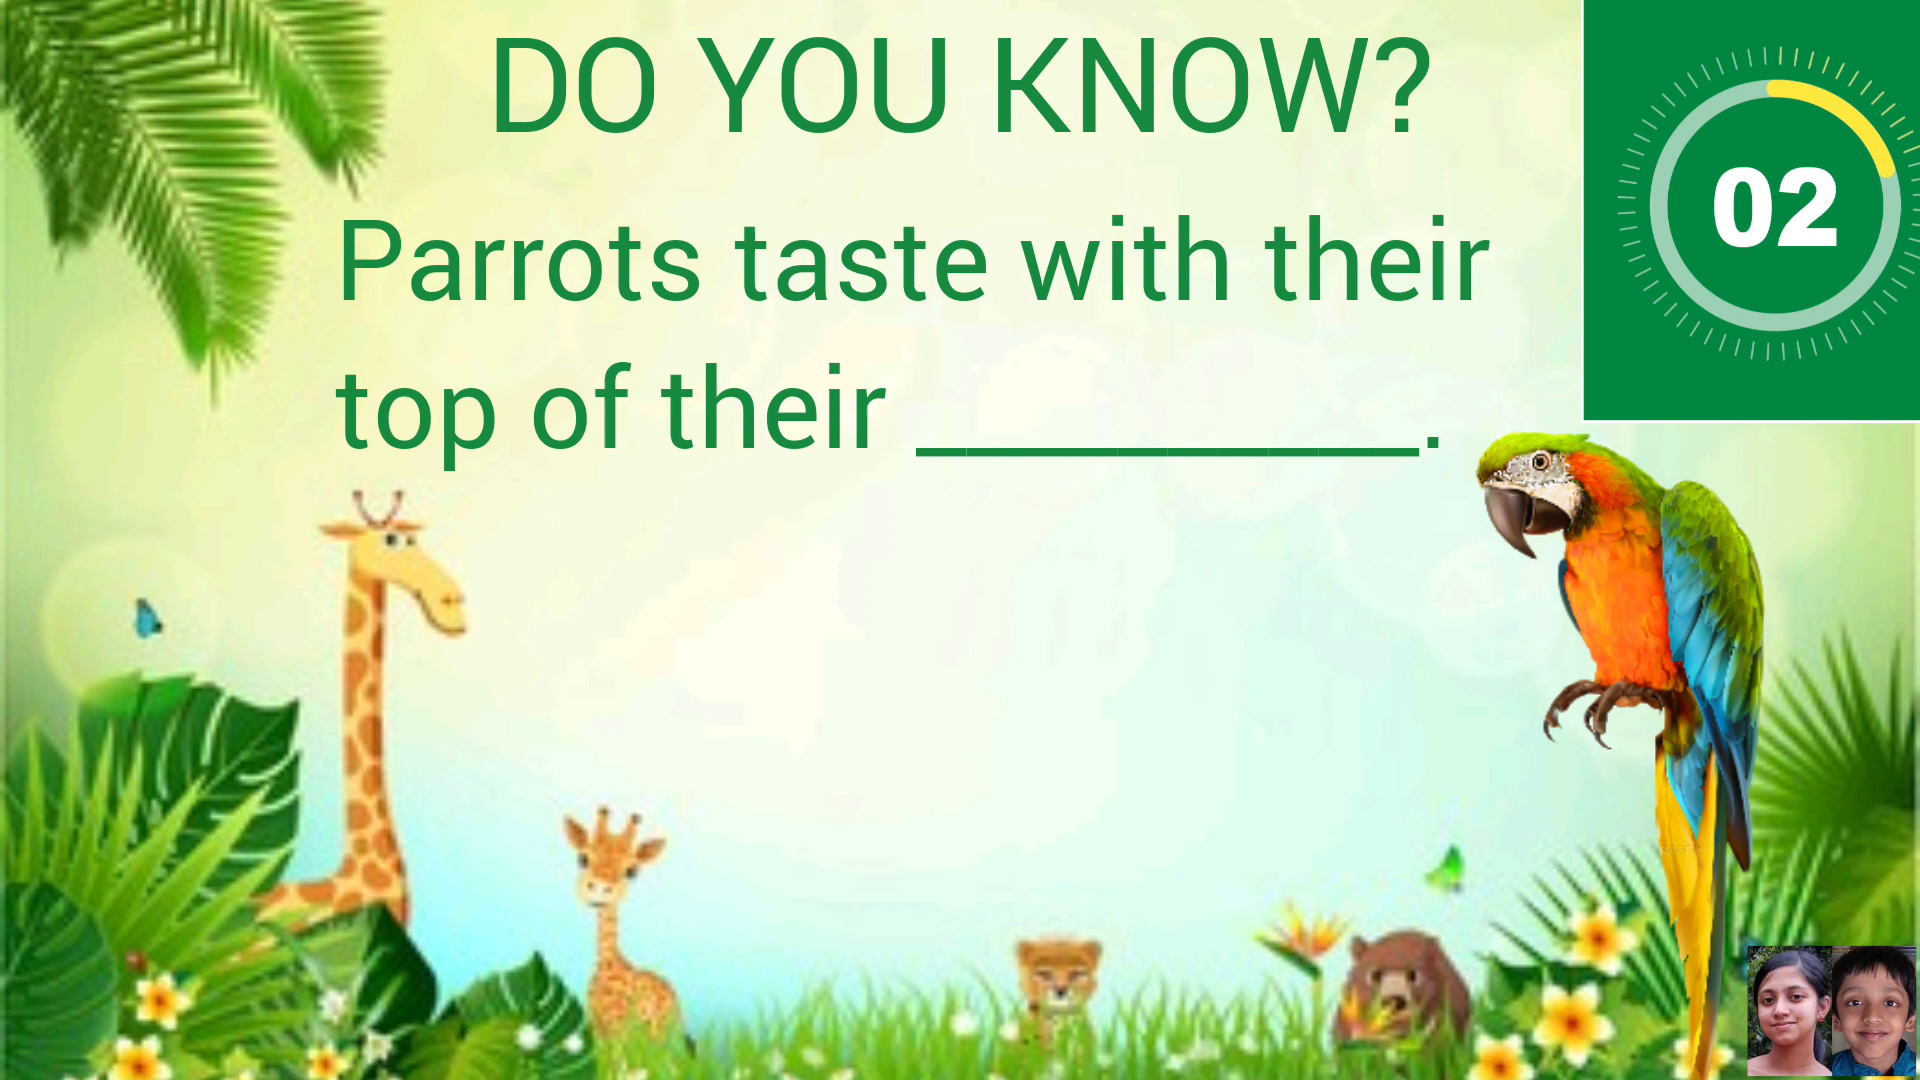 DO YOU KNOW?
02
Parrots taste with their
top of their __________.